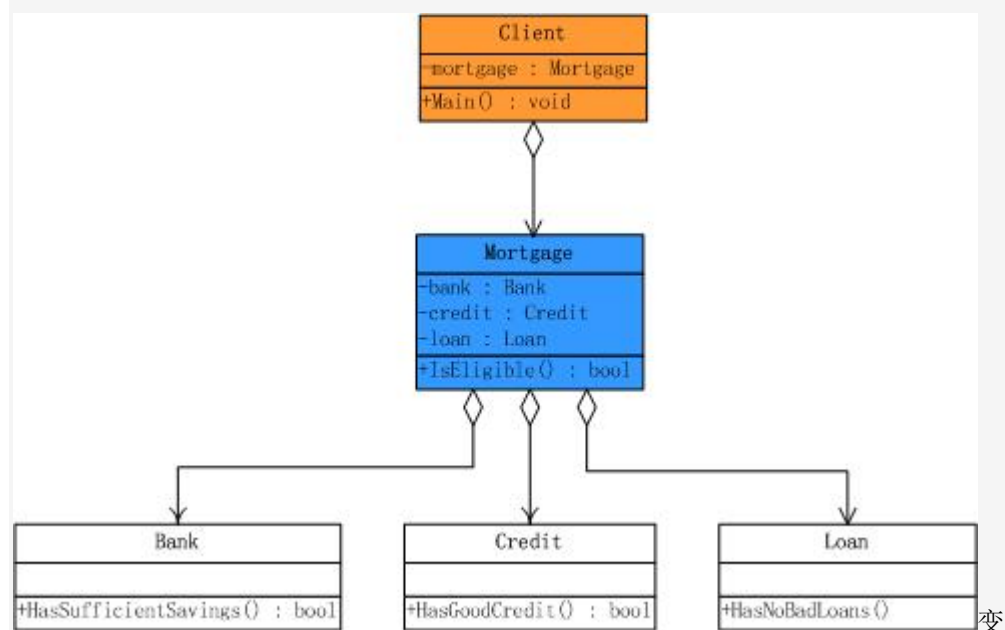 Client
-mortgage : Mortgage
+Main() : void
Mortgage
-bank : Bank
-credit : Credit
-loan : Loan
+IsEligible() : bool
Bank
Credit
Loan
+HasSufficientSavings() : bool
+HasGoodCredit() : bool
+HasNoBadLoans()
变